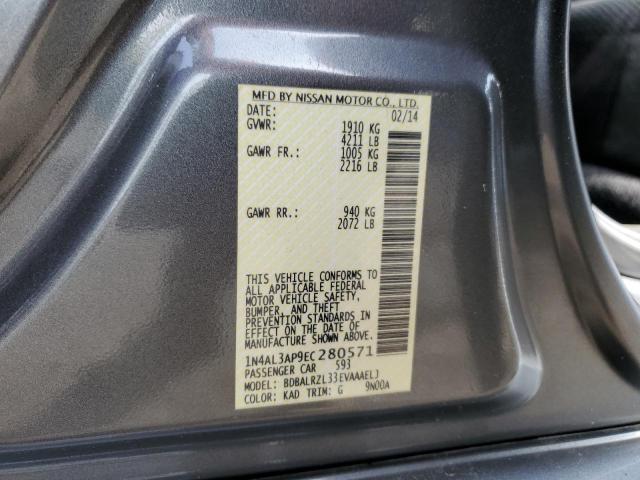 MFD BY NISSAN MOTOR CO., LTD.
DATE: 02/14
GVWR: 1910 KG
4211 LB
GAWR FR.: 1005 KG
2216 LB
GAWR RR.: 940 KG
2072 LB
THIS VEHICLE CONFORMS TO
ALL APPLICABLE FEDERAL
MOTOR VEHICLE SAFETY,
BUMPER, AND THEFT
PREVENTION STANDARDS IN
EFFECT ON THE DATE OF
MANUFACTURE SHOWN ABOVE.
1N4AL3AP9EC280571
PASSENGER CAR 593
MODEL: BDBALRZL33EVAAAELJ
COLOR: KAD TRIM: G 9N00A